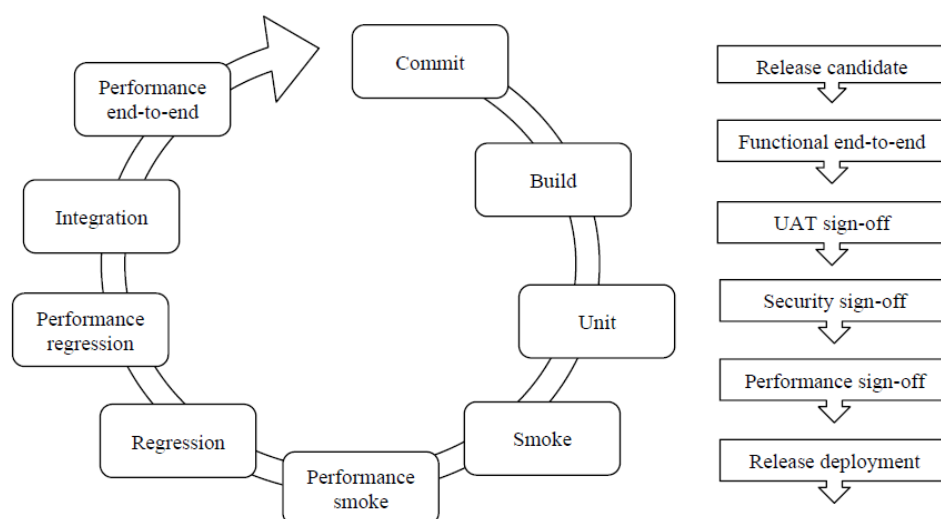 Commit
Build
Unit
Smoke
Performance
smoke
Regression
Performance
regression
Integration
Performance
end-to-end
Release candidate
Functional end-to-end
UAT sign-off
Security sign-off
Performance sign-off
Release deployment